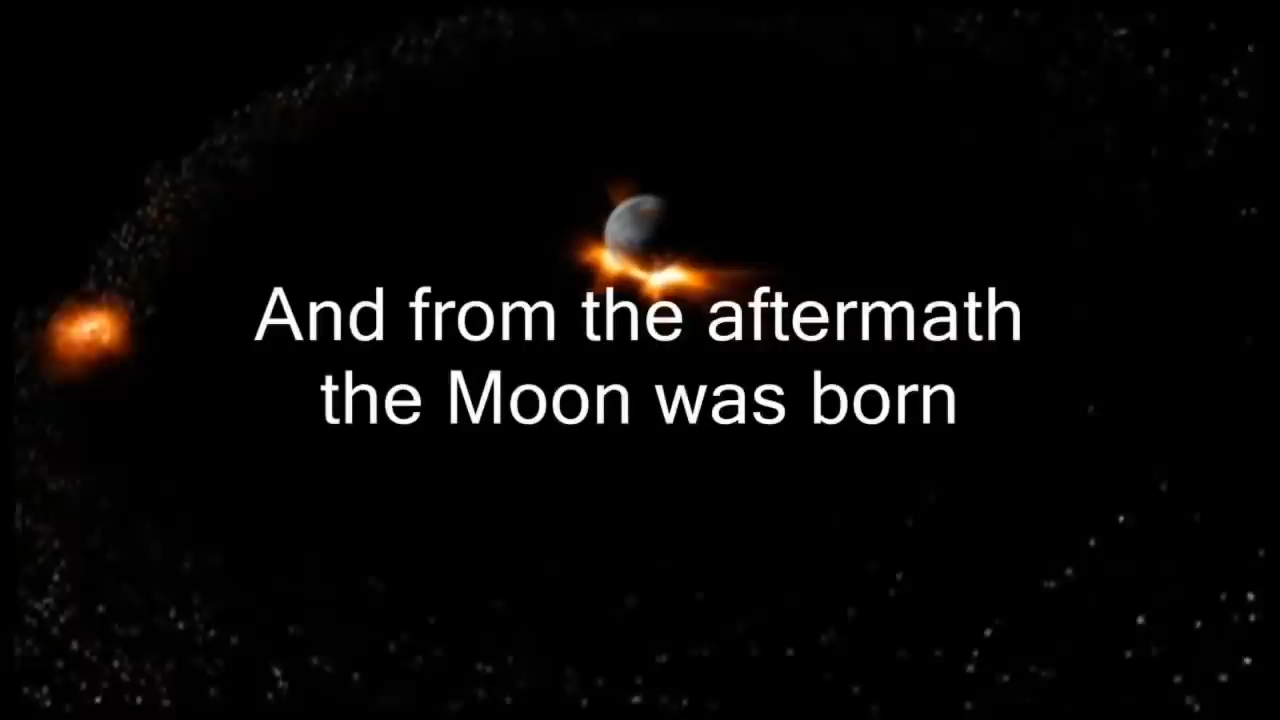 And from the aftermath
the Moon was born